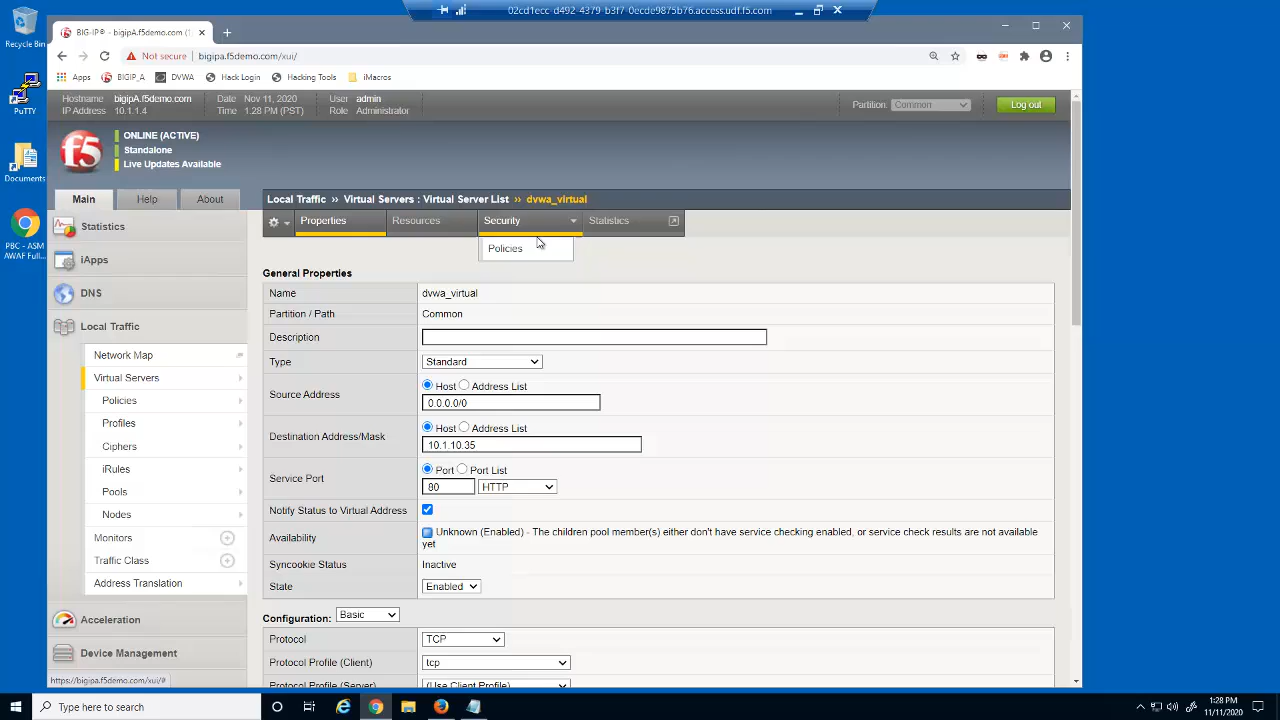 02cd1ecc-d492-4379-b3f7-0ecde9875b76.access.udf.f5.com
Recycle Bin
PuTTY
Documents
PBC - ASM
AWAF Full...
BIG-IP® - bigipA.f5demo.com (1
Not secure
bigipa.f5demo.com/xui/
Apps
BIGIP_A
DVWA
Hack Login
Hacking Tools
iMacros
Hostname bigipA.f5demo.com
IP Address 10.1.1.4
Date Nov 11, 2020
Time 1:28 PM (PST)
User admin
Role Administrator
Partition: Common
Log out
f5
ONLINE (ACTIVE)
Standalone
Live Updates Available
Main
Help
About
Local Traffic ›› Virtual Servers : Virtual Server List ›› dvwa_virtual
Properties
Resources
Security
Statistics
Policies
Statistics
iApps
DNS
Local Traffic
Network Map
Virtual Servers
Policies
Profiles
Ciphers
iRules
Pools
Nodes
Monitors
Traffic Class
Address Translation
Acceleration
Device Management
https://bigipa.f5demo.com/xui/#
General Properties
Name dvwa_virtual
Partition / Path Common
Description
Type Standard
Source Address
Host Address List
0.0.0.0/0
Destination Address/Mask
Host Address List
10.1.10.35
Service Port
Port Port List
80 HTTP
Notify Status to Virtual Address
Availability
Unknown (Enabled) - The children pool member(s) either don't have service checking enabled, or service check results are not available
yet
Syncookie Status Inactive
State Enabled
Configuration: Basic
Protocol TCP
Protocol Profile (Client) tcp
Protocol Profile (Server) (Use Client Profile)
Type here to search
1:28 PM
11/11/2020